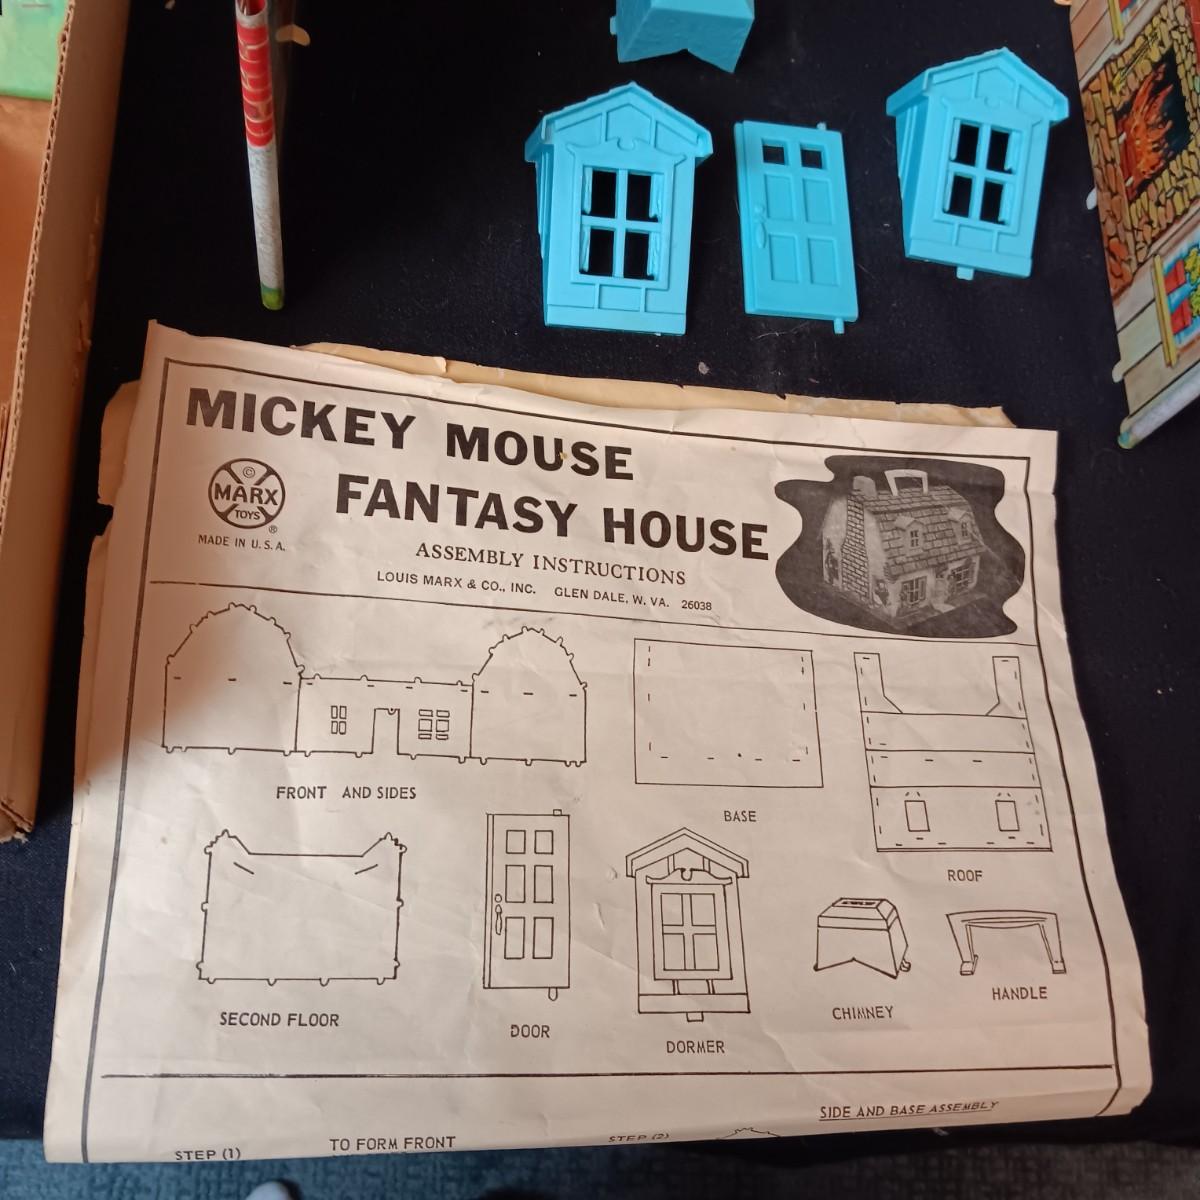 MICKEY MOUSE
FANTASY HOUSE
©
MARX
TOYS
®
MADE IN U.S.A.
ASSEMBLY INSTRUCTIONS
LOUIS MARX & CO., INC. GLEN DALE, W. VA. 26038
FRONT AND SIDES
BASE
ROOF
SECOND FLOOR
DOOR
DORMER
CHIMNEY
HANDLE
SIDE AND BASE ASSEMBLY
STEP (1)
TO FORM FRONT
STEP (2)